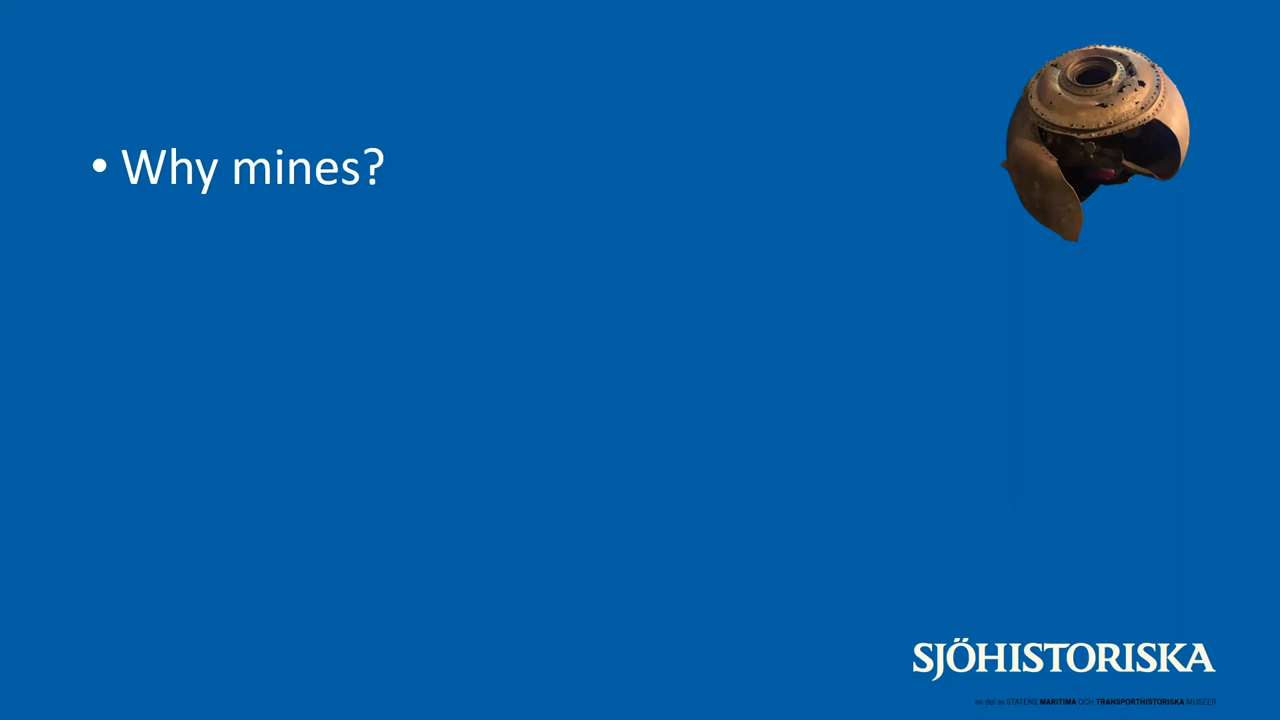 • Why mines?
SJÖHISTORISKA
en del av STATENS MARITIMA OCH TRANSPORTHISTORISKA MUSEER